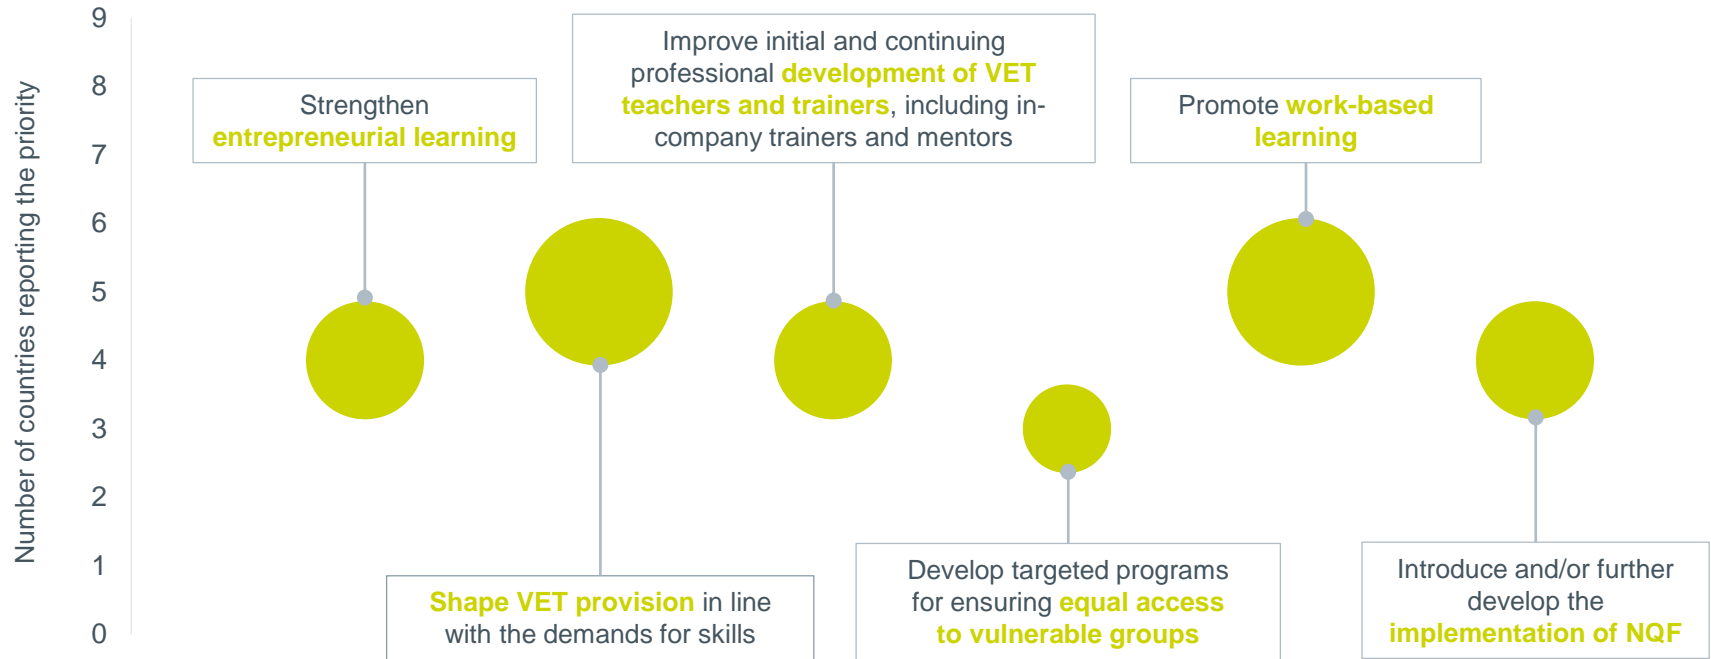 Number of countries reporting the priority
9
8
7
6
5
4
3
2
1
0
Strengthen
entrepreneurial learning
Improve initial and continuing
professional development of VET
teachers and trainers, including in-
company trainers and mentors
Promote work-based
learning
Shape VET provision in line
with the demands for skills
Develop targeted programs
for ensuring equal access
to vulnerable groups
Introduce and/or further
develop the
implementation of NQF